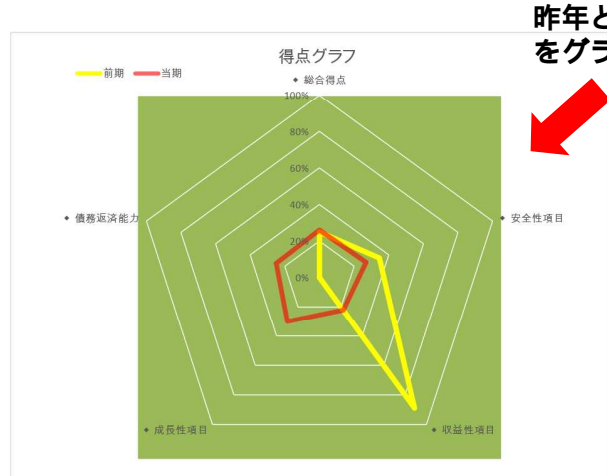 昨年と
をグラ
得点グラフ
前期 当期
◆ 総合得点
100%
80%
60%
40%
20%
0%
◆ 債務返済能力
◆ 安全性項目
◆ 成長性項目
◆ 収益性項目